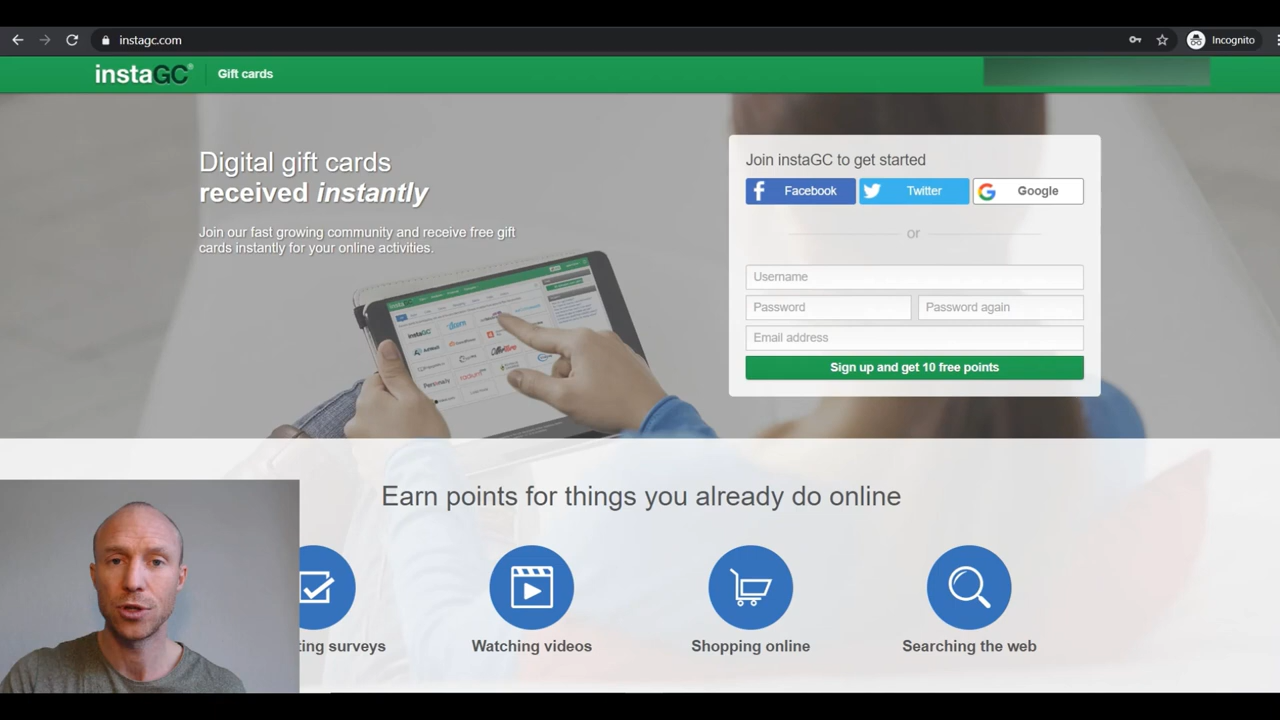 instagc.com
Incognito
instaGC®
Gift cards
Digital gift cards
received instantly
Join our fast growing community and receive free gift
cards instantly for your online activities.
Join instaGC to get started
Facebook
Twitter
Google
or
Username
Password
Password again
Email address
Sign up and get 10 free points
Earn points for things you already do online
ting surveys
Watching videos
Shopping online
Searching the web